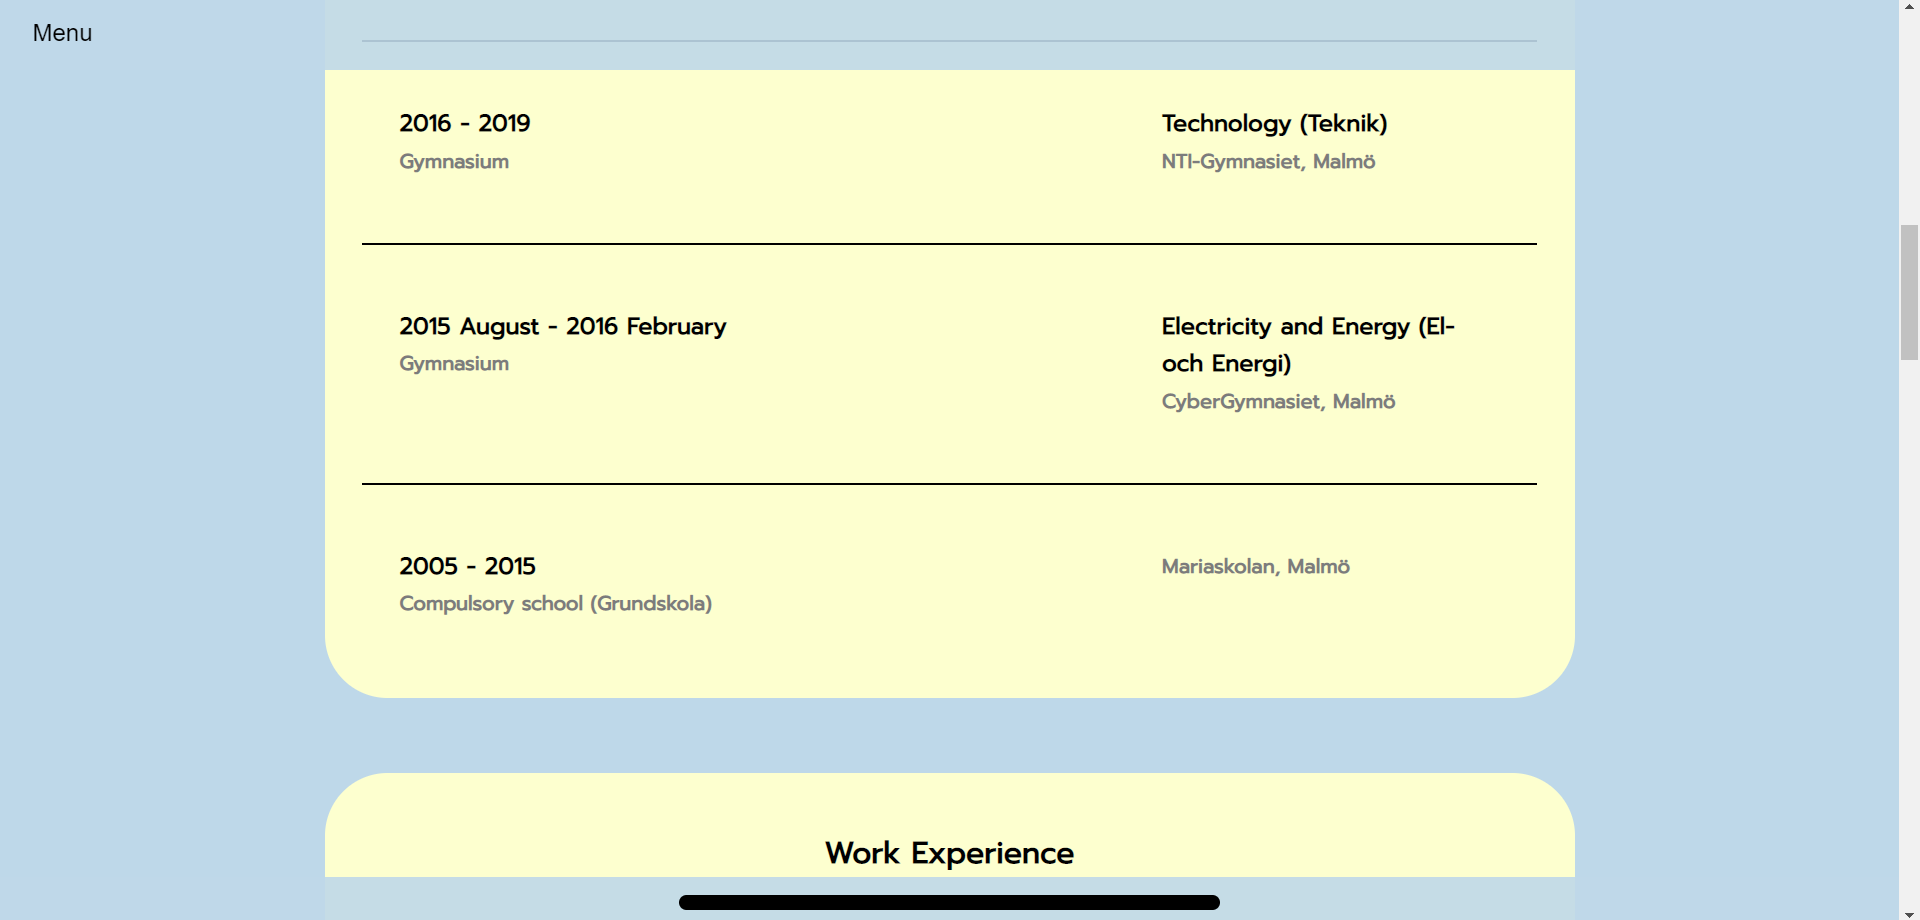 Menu
2016 - 2019
Gymnasium
Technology (Teknik)
NTI-Gymnasiet, Malmö
2015 August - 2016 February
Gymnasium
Electricity and Energy (El-
och Energi)
CyberGymnasiet, Malmö
2005 - 2015
Compulsory school (Grundskola)
Mariaskolan, Malmö
Work Experience